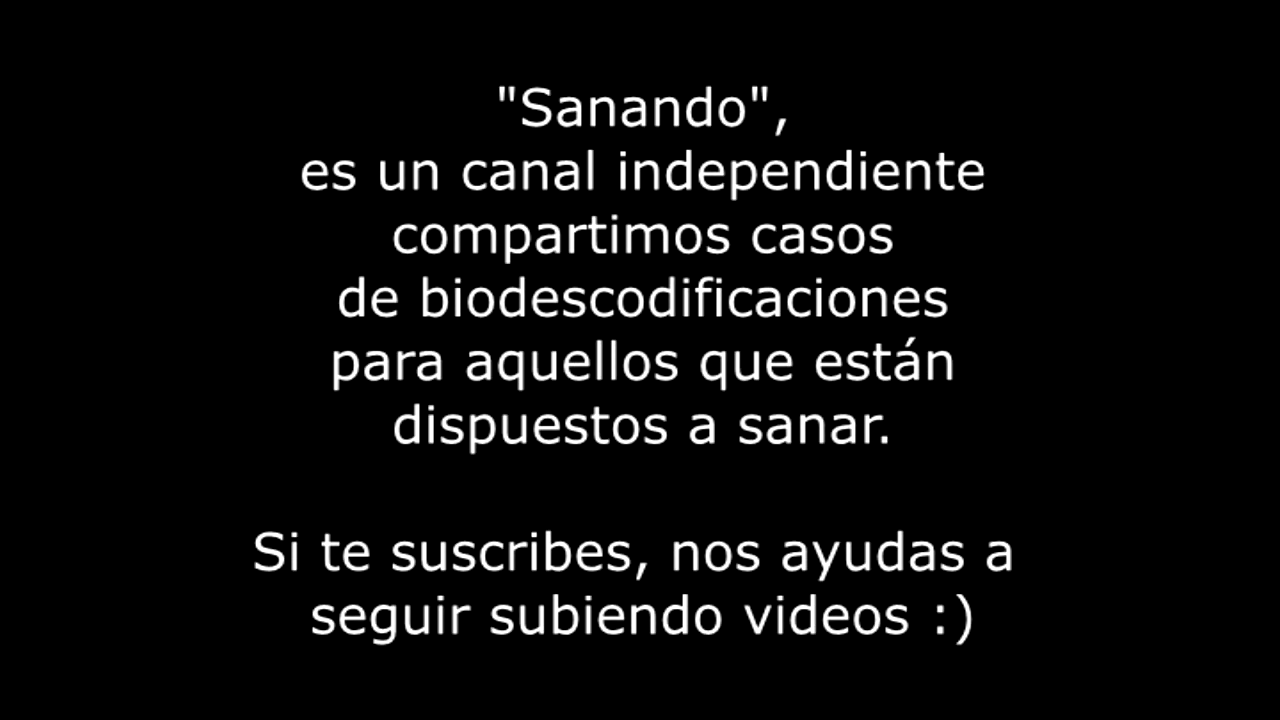 "Sanando",
es un canal independiente
compartimos casos
de biodescodificaciones
para aquellos que están
dispuestos a sanar.
Si te suscribes, nos ayudas a
seguir subiendo videos :)